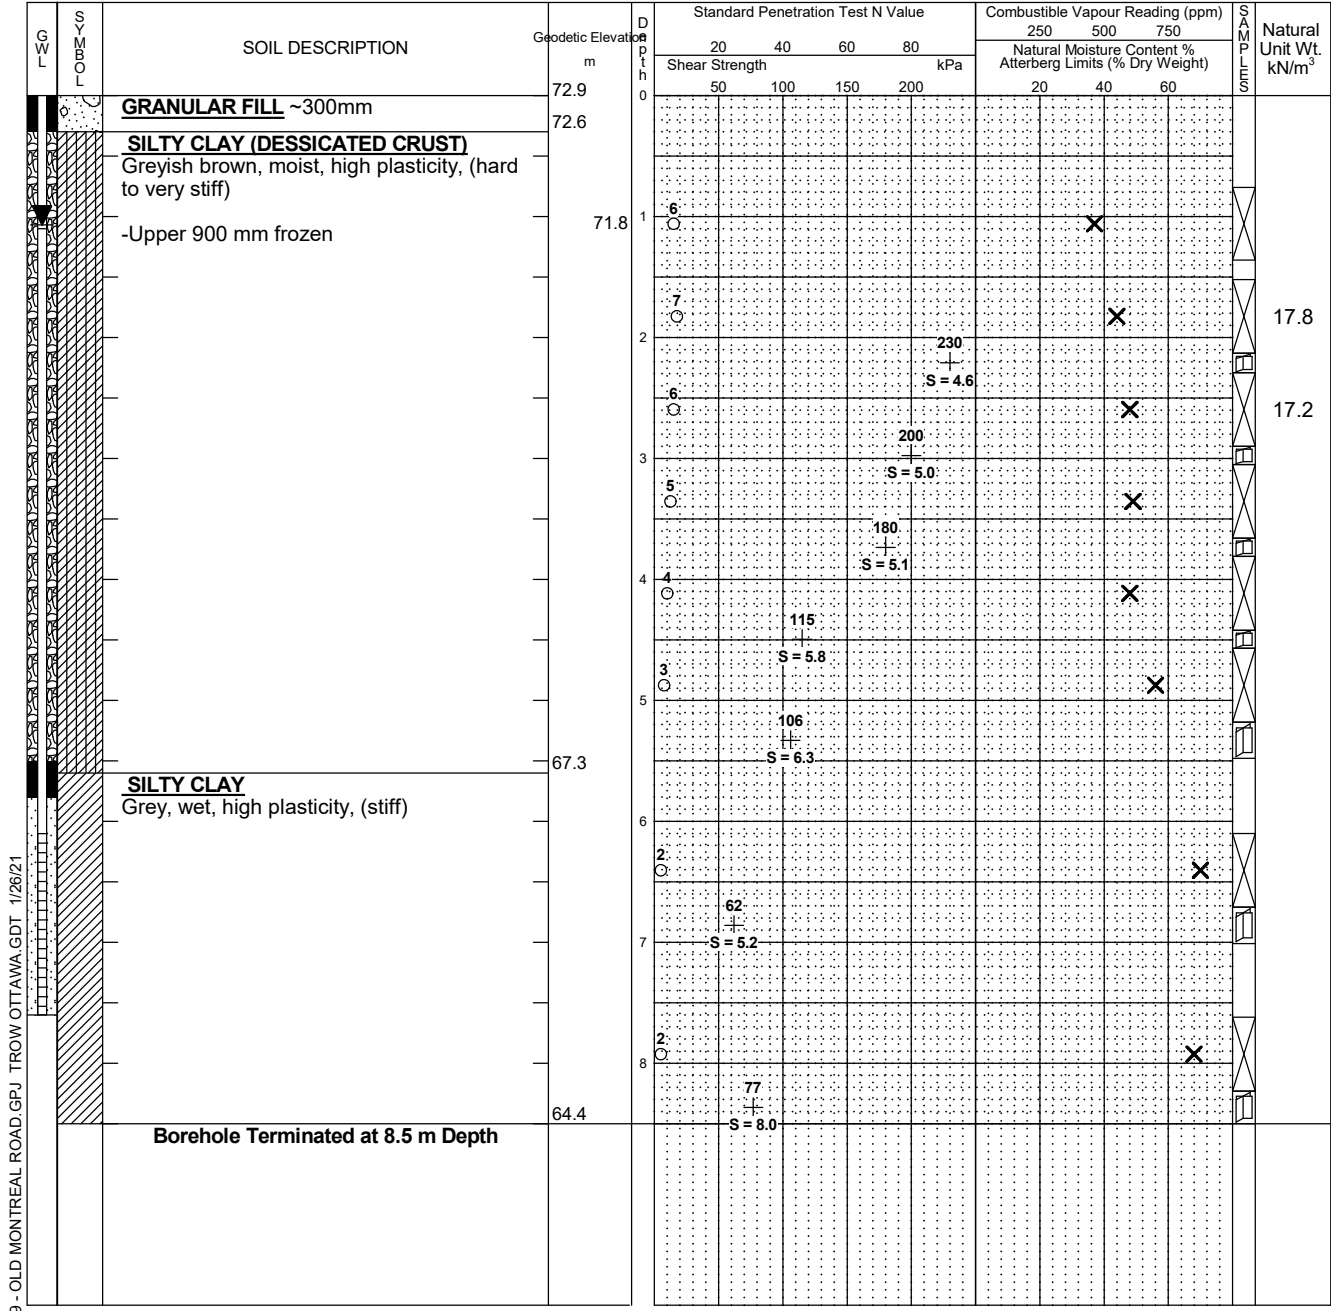 GWL
SYMBOL
SOIL DESCRIPTION
Geodetic Elevation
m
Depth
Standard Penetration Test N Value
20 40 60 80
Shear Strength kPa
50 100 150 200
Combustible Vapour Reading (ppm)
250 500 750
Natural Moisture Content %
Atterberg Limits (% Dry Weight)
20 40 60
SAMPLES
Natural
Unit Wt.
kN/m³
72.9
0
GRANULAR FILL ~300mm
72.6
SILTY CLAY (DESSICATED CRUST)
Greyish brown, moist, high plasticity, (hard
to very stiff)
-Upper 900 mm frozen
71.8
1
6
7
17.8
2
230
S = 4.6
6
17.2
200
3
S = 5.0
5
180
S = 5.1
4
4
115
S = 5.8
3
5
106
S = 6.3
67.3
SILTY CLAY
Grey, wet, high plasticity, (stiff)
6
2
62
7
S = 5.2
2
8
77
64.4
S = 8.0
Borehole Terminated at 8.5 m Depth
9 - OLD MONTREAL ROAD.GPJ TROW OTTAWA.GDT 1/26/21